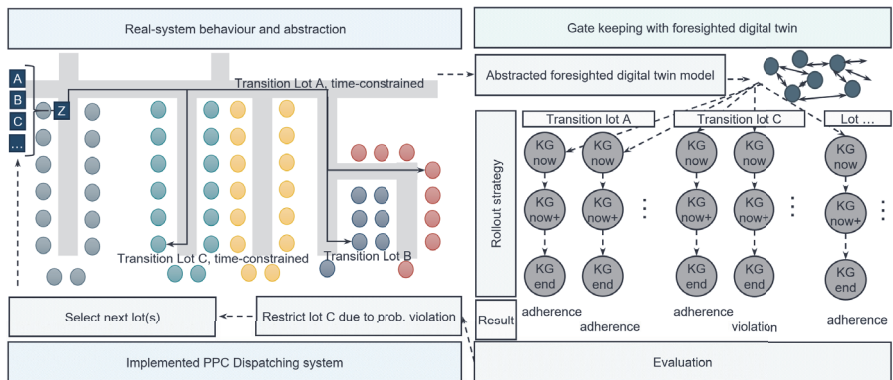 Real-system behaviour and abstraction
Gate keeping with foresighted digital twin
A
B
C
...
Z
Transition Lot A, time-constrained
Transition Lot C, time-constrained
Transition Lot B
Select next lot(s)
Restrict lot C due to prob. violation
Implemented PPC Dispatching system
Abstracted foresighted digital twin model
Rollout strategy
Transition lot A
Transition lot C
Lot ...
KG
now
KG
now
KG
now
KG
now
KG
now
KG
now+
KG
now+
KG
now+
KG
now+
KG
now+
KG
end
KG
end
KG
end
KG
end
KG
end
Result
adherence
adherence
adherence
violation
adherence
Evaluation